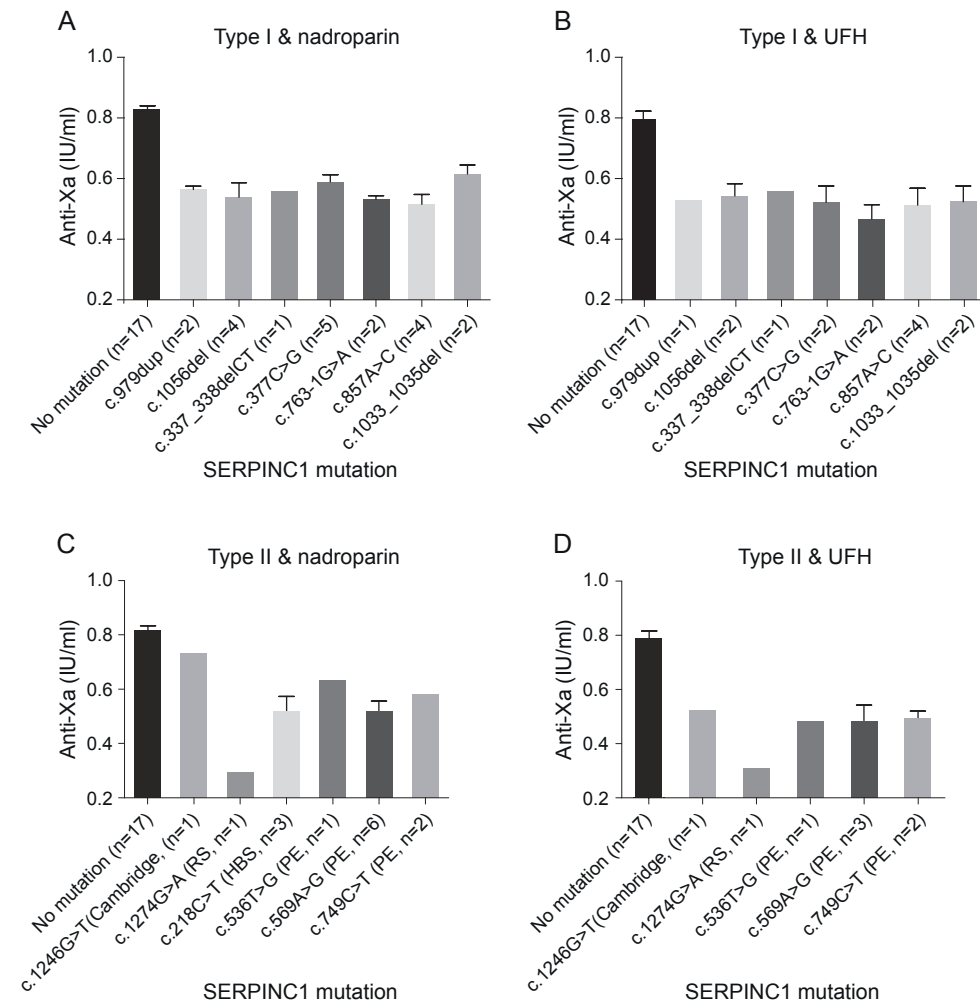 A
Type I & nadroparin
Anti-Xa (IU/ml)
1.0
0.8
0.6
0.4
0.2
No mutation (n=17)
c.979dup (n=2)
c.1056del (n=4)
c.337_338delCT (n=1)
c.377C>G (n=5)
c.763-1G>A (n=2)
c.857A>C (n=4)
c.1033_1035del (n=2)
SERPINC1 mutation
B
Type I & UFH
Anti-Xa (IU/ml)
1.0
0.8
0.6
0.4
0.2
No mutation (n=17)
c.979dup (n=1)
c.1056del (n=2)
c.337_338delCT (n=1)
c.377C>G (n=2)
c.763-1G>A (n=2)
c.857A>C (n=4)
c.1033_1035del (n=2)
SERPINC1 mutation
C
Type II & nadroparin
Anti-Xa (IU/ml)
1.0
0.8
0.6
0.4
0.2
No mutation (n=17)
c.1246G>T(Cambridge, (n=1)
c.1274G>A (RS, n=1)
c.218C>T (HBS, n=3)
c.536T>G (PE, n=1)
c.569A>G (PE, n=6)
c.749C>T (PE, n=2)
SERPINC1 mutation
D
Type II & UFH
Anti-Xa (IU/ml)
1.0
0.8
0.6
0.4
0.2
No mutation (n=17)
c.1246G>T(Cambridge, (n=1)
c.1274G>A (RS, n=1)
c.536T>G (PE, n=1)
c.569A>G (PE, n=3)
c.749C>T (PE, n=2)
SERPINC1 mutation